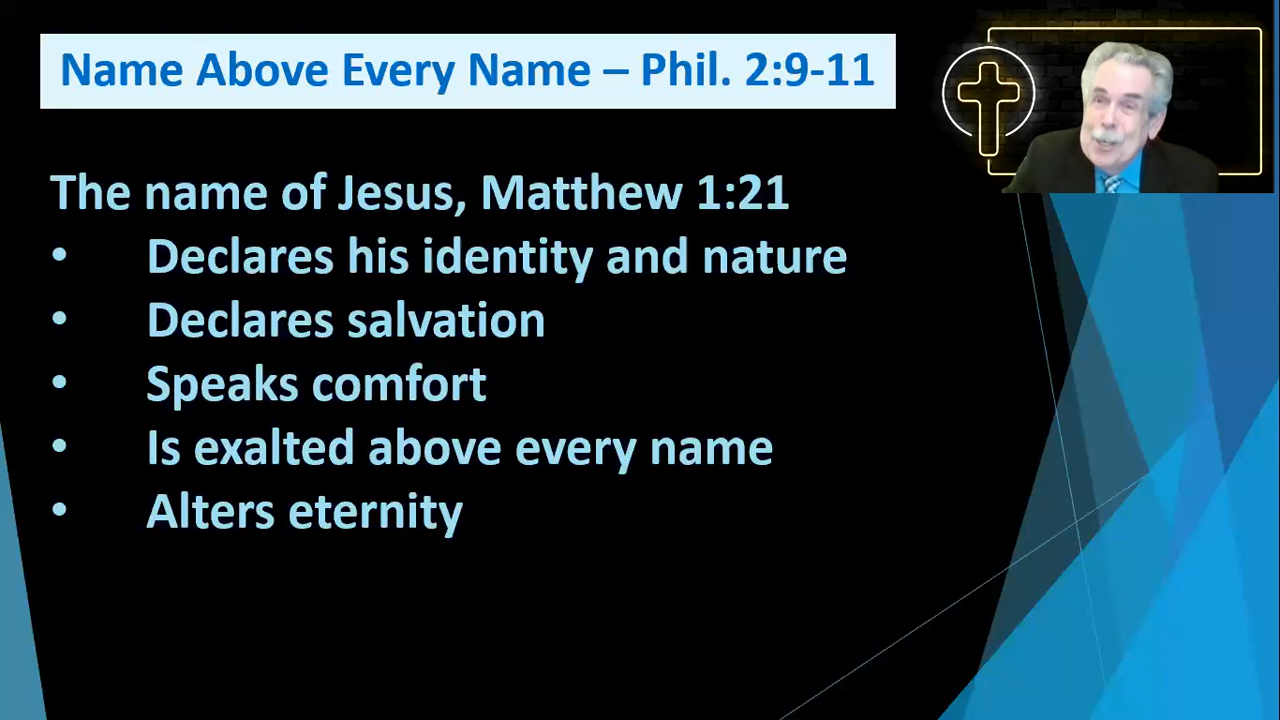 Name Above Every Name – Phil. 2:9-11
The name of Jesus, Matthew 1:21
• Declares his identity and nature
• Declares salvation
• Speaks comfort
• Is exalted above every name
• Alters eternity